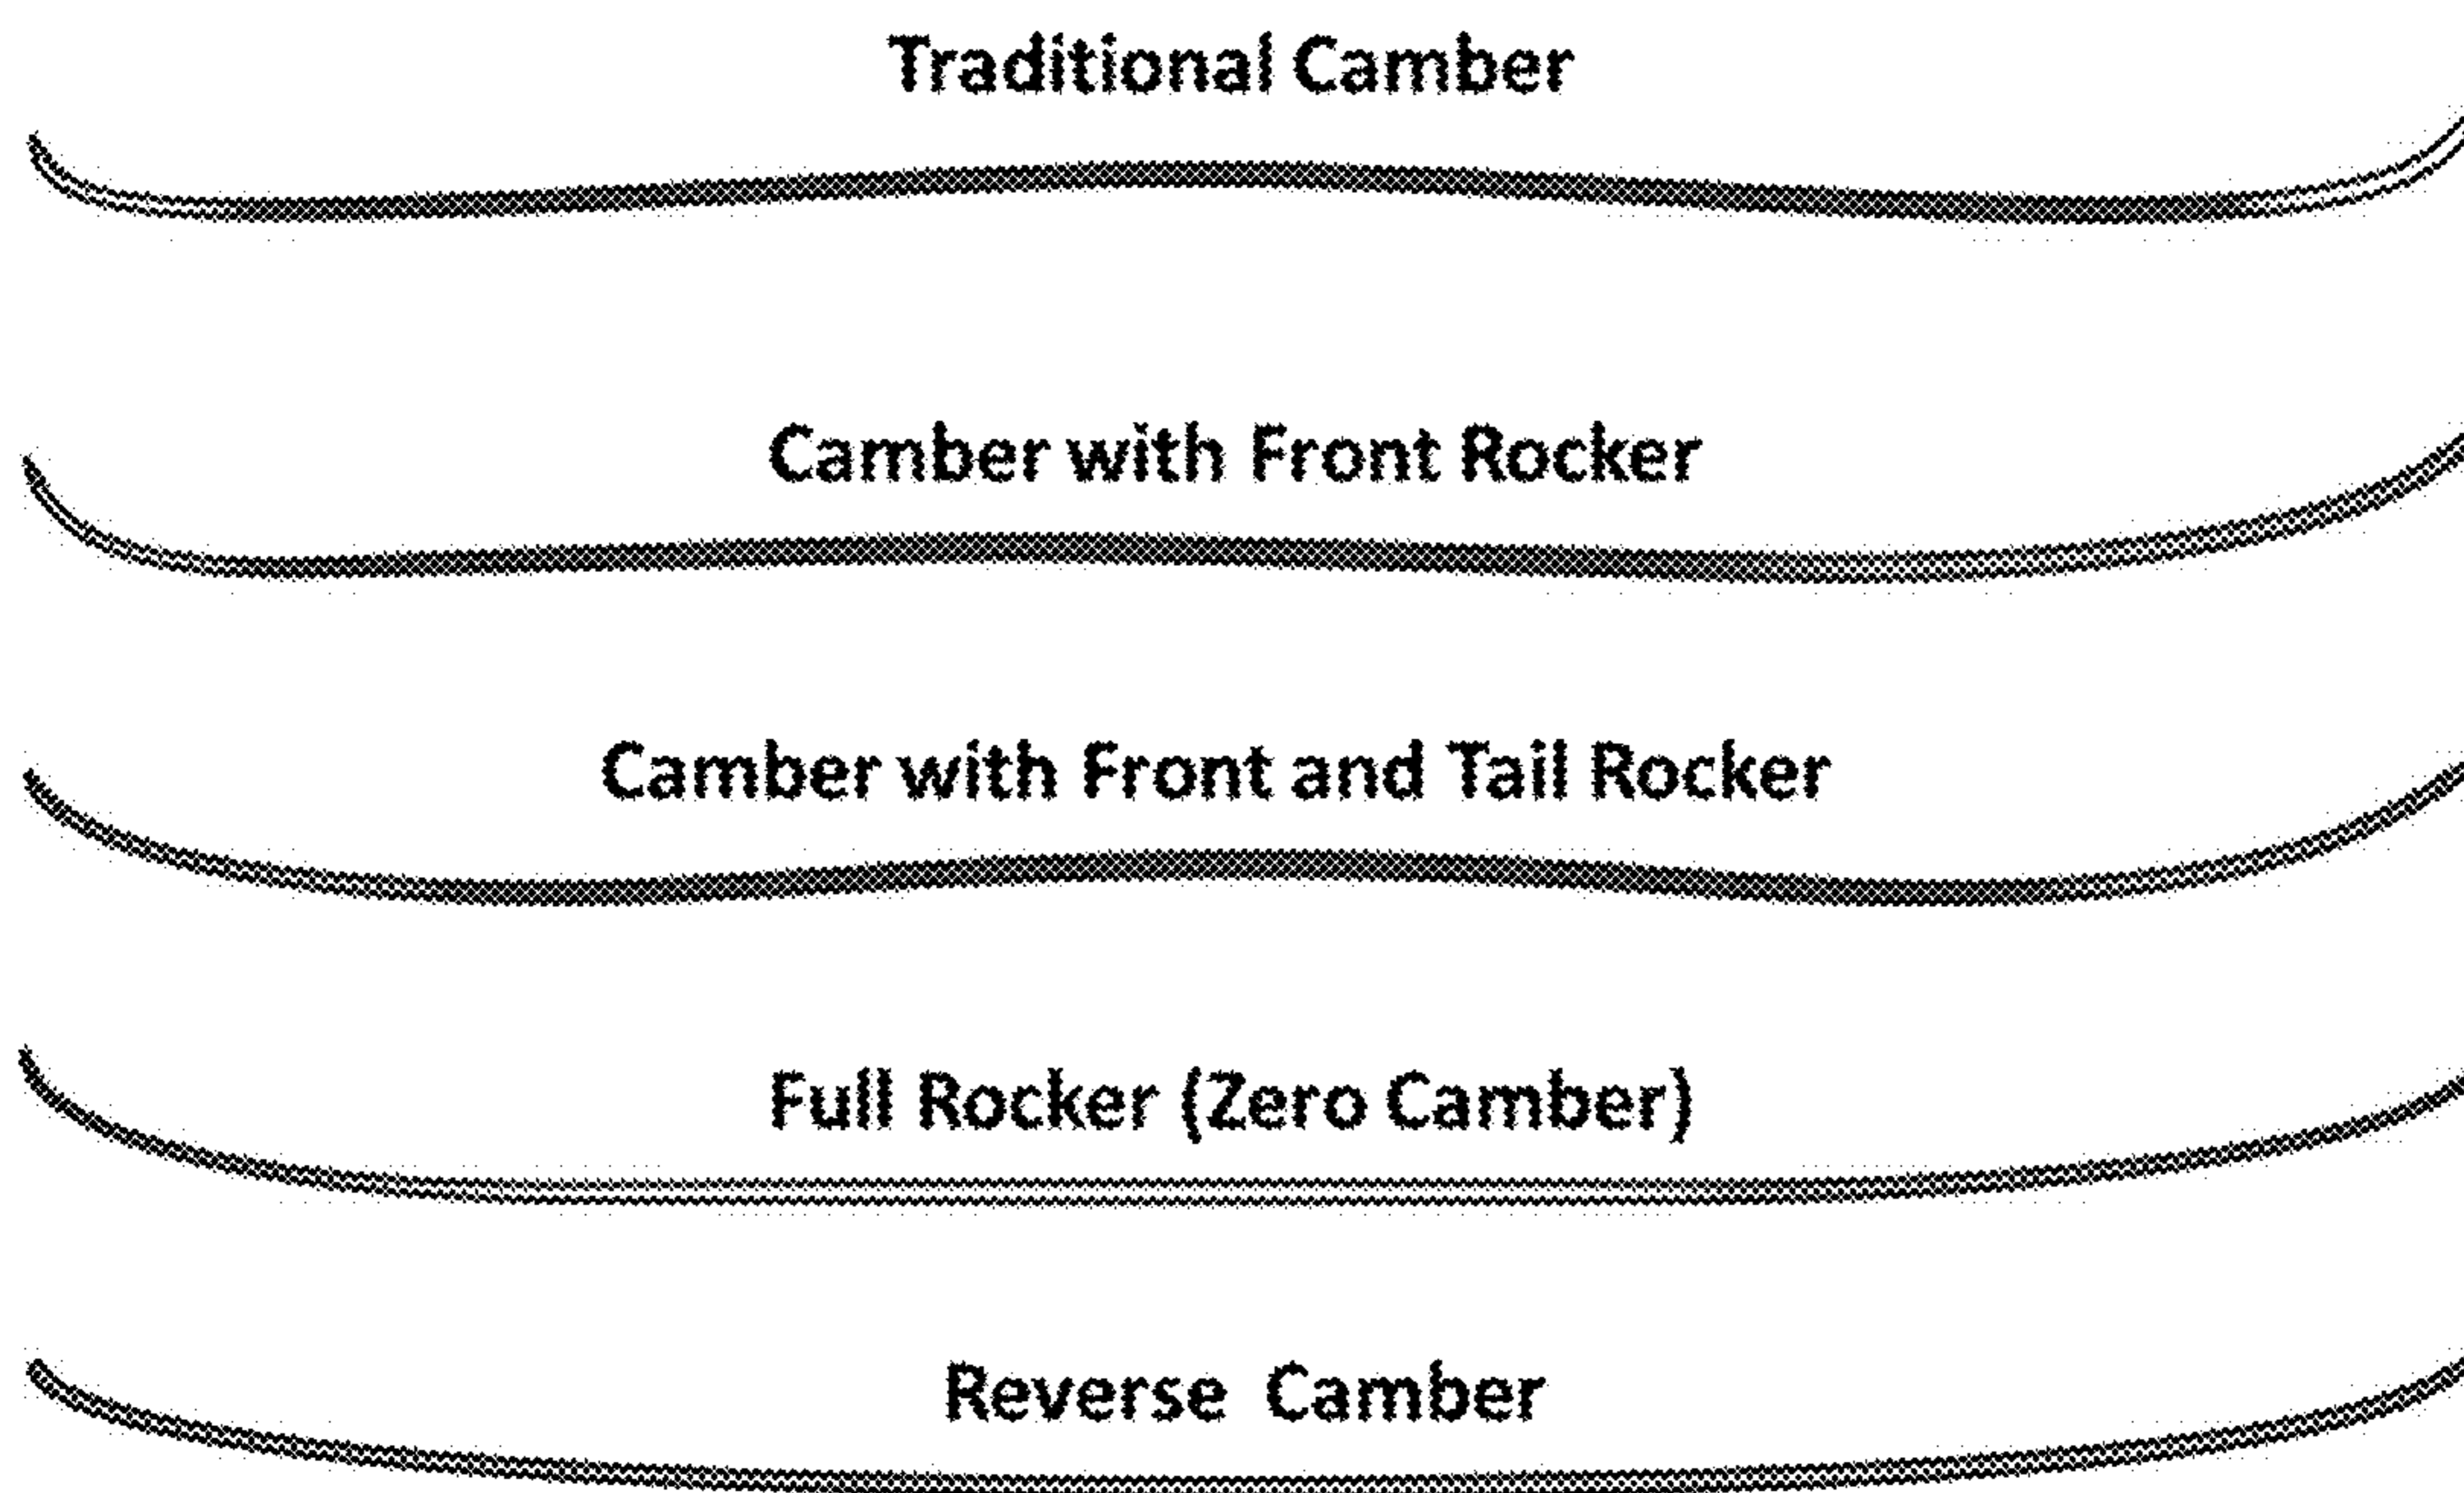 Traditional Camber
Camber with Front Rocker
Camber with Front and Tail Rocker
Full Rocker (Zero Camber)
Reverse Camber